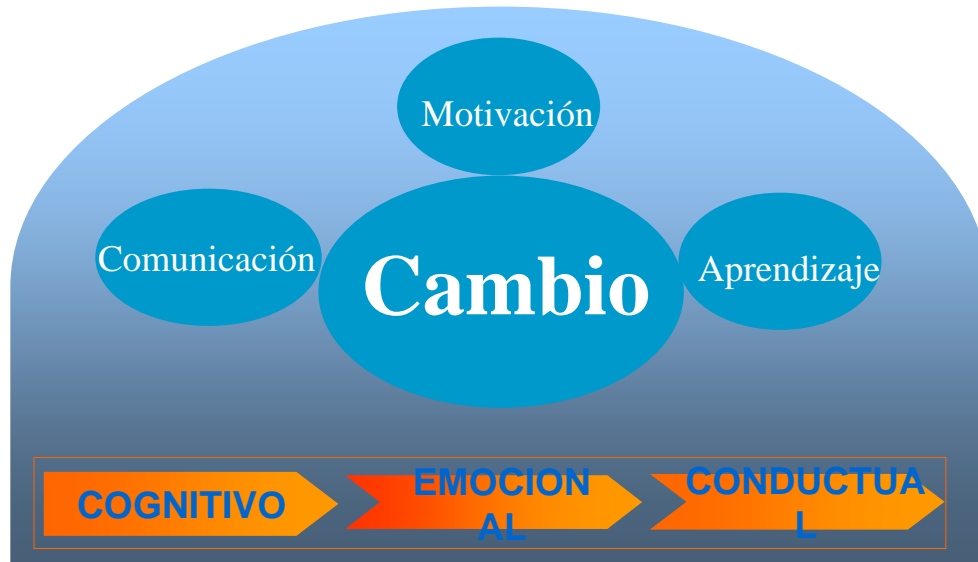 Motivación
Comunicación
Cambio
Aprendizaje
COGNITIVO
EMOCION
AL
CONDUCTUA
L